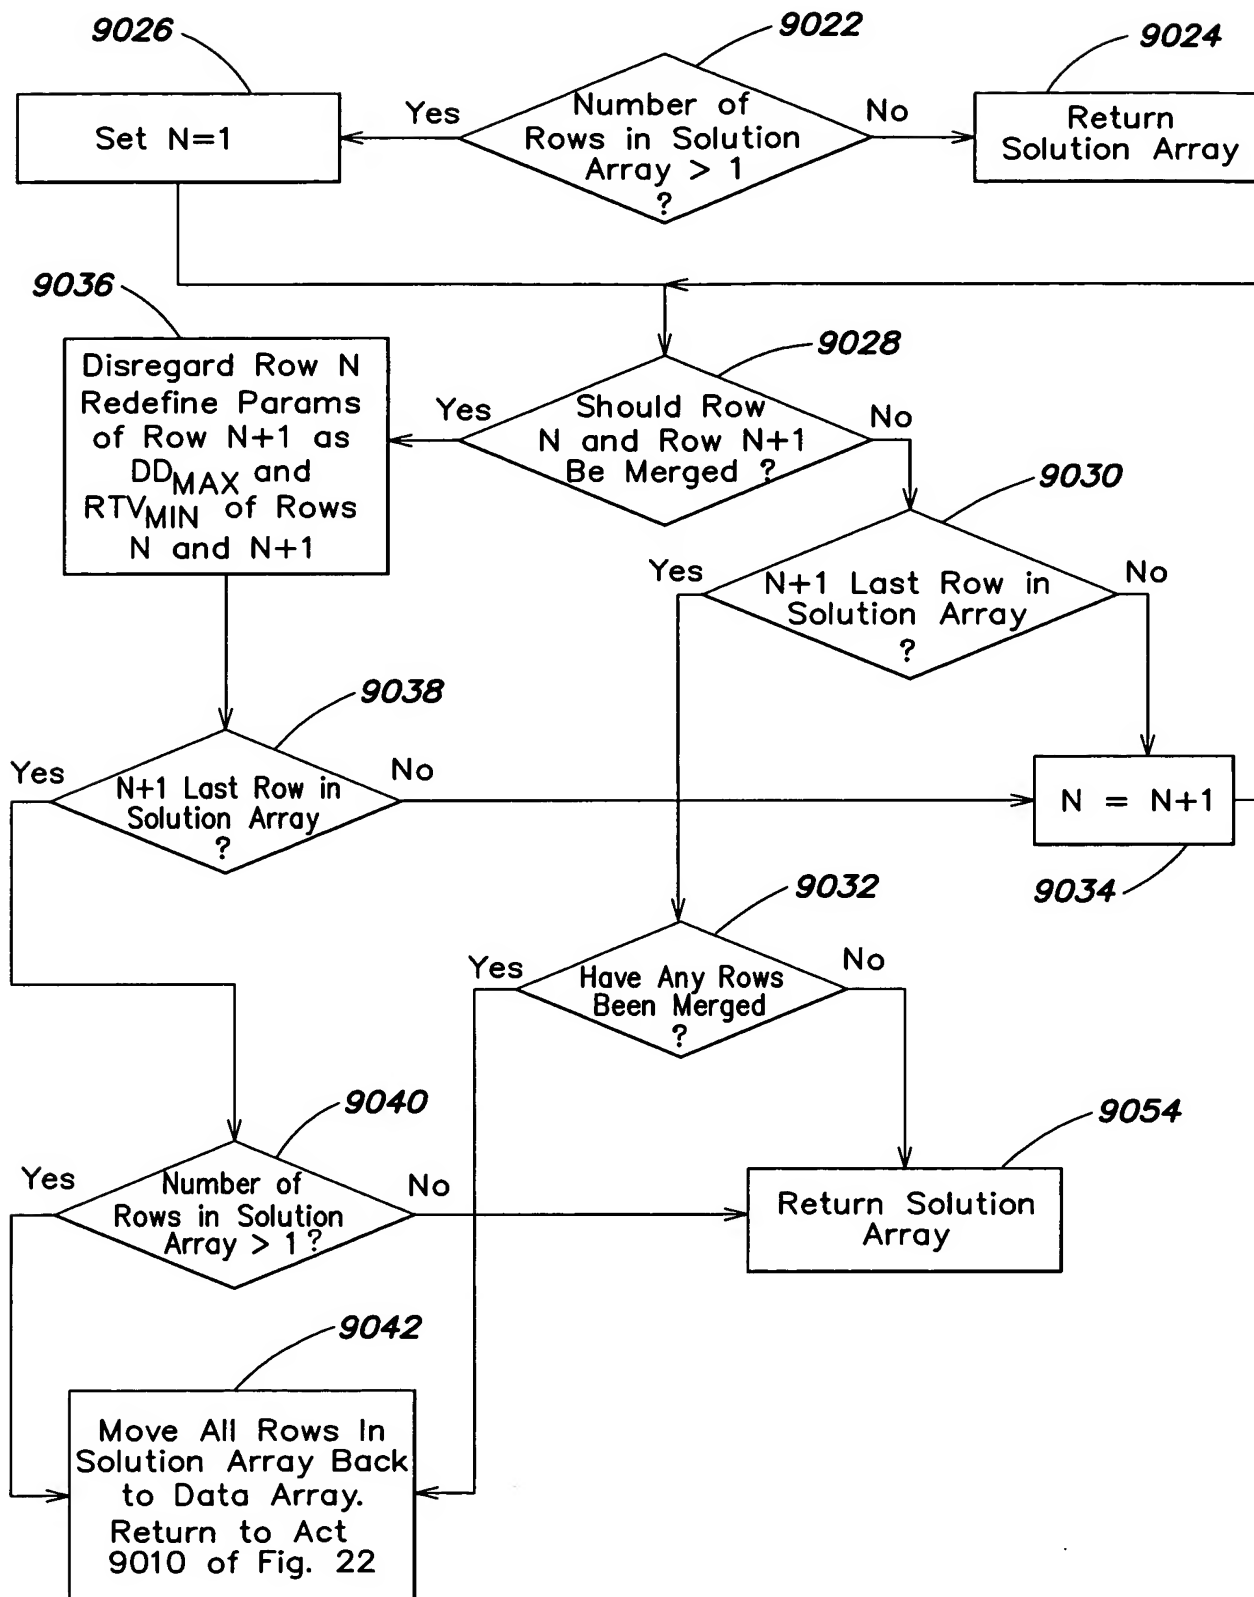 9026
9022
9024
Set N=1
Yes
Number of
Rows in Solution
Array > 1
?
No
Return
Solution Array
9036
9028
Disregard Row N
Redefine Params
of Row N+1 as
DDMAX and
RTVMIN of Rows
N and N+1
Yes
Should Row
N and Row N+1
Be Merged ?
No
9030
Yes
N+1 Last Row in
Solution Array
?
No
9038
Yes
N+1 Last Row in
Solution Array
?
No
N = N+1
9034
9032
Yes
Have Any Rows
Been Merged
?
No
9040
9054
Yes
Number of
Rows in Solution
Array > 1 ?
No
Return Solution
Array
9042
Move All Rows In
Solution Array Back
to Data Array.
Return to Act
9010 of Fig. 22